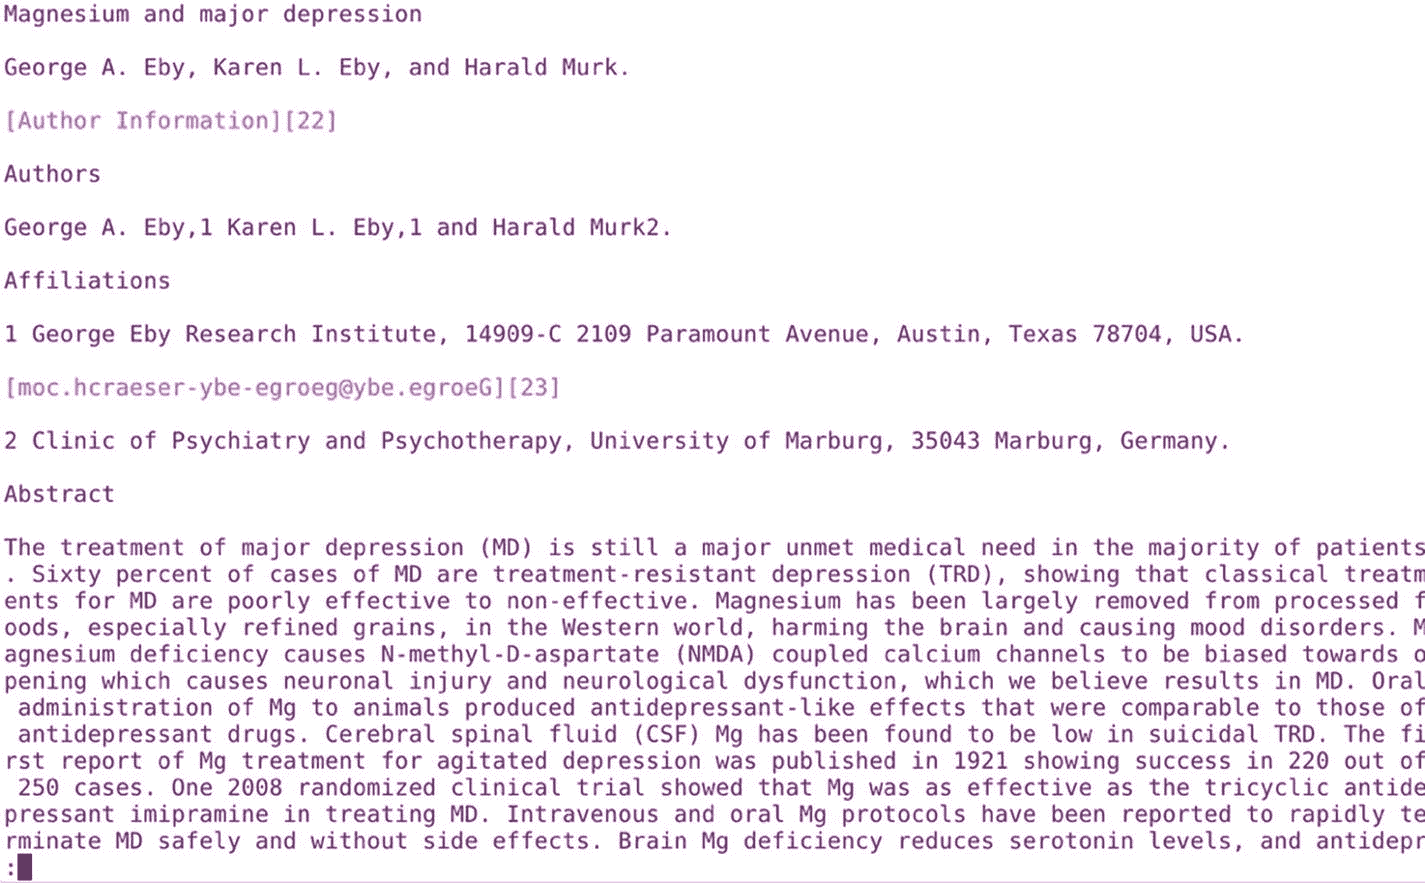 Magnesium and major depression
George A. Eby, Karen L. Eby, and Harald Murk.
[Author Information][22]
Authors
George A. Eby,1 Karen L. Eby,1 and Harald Murk2.
Affiliations
1 George Eby Research Institute, 14909-C 2109 Paramount Avenue, Austin, Texas 78704, USA.
[moc.hcraeser-ybe-egroeg@ybe.egroeG][23]
2 Clinic of Psychiatry and Psychotherapy, University of Marburg, 35043 Marburg, Germany.
Abstract
The treatment of major depression (MD) is still a major unmet medical need in the majority of patients
. Sixty percent of cases of MD are treatment-resistant depression (TRD), showing that classical treatm
ents for MD are poorly effective to non-effective. Magnesium has been largely removed from processed f
oods, especially refined grains, in the Western world, harming the brain and causing mood disorders. M
agnesium deficiency causes N-methyl-D-aspartate (NMDA) coupled calcium channels to be biased towards o
pening which causes neuronal injury and neurological dysfunction, which we believe results in MD. Oral
 administration of Mg to animals produced antidepressant-like effects that were comparable to those of
 antidepressant drugs. Cerebral spinal fluid (CSF) Mg has been found to be low in suicidal TRD. The fi
rst report of Mg treatment for agitated depression was published in 1921 showing success in 220 out of
 250 cases. One 2008 randomized clinical trial showed that Mg was as effective as the tricyclic antide
pressant imipramine in treating MD. Intravenous and oral Mg protocols have been reported to rapidly te
rminate MD safely and without side effects. Brain Mg deficiency reduces serotonin levels, and antidepr
: